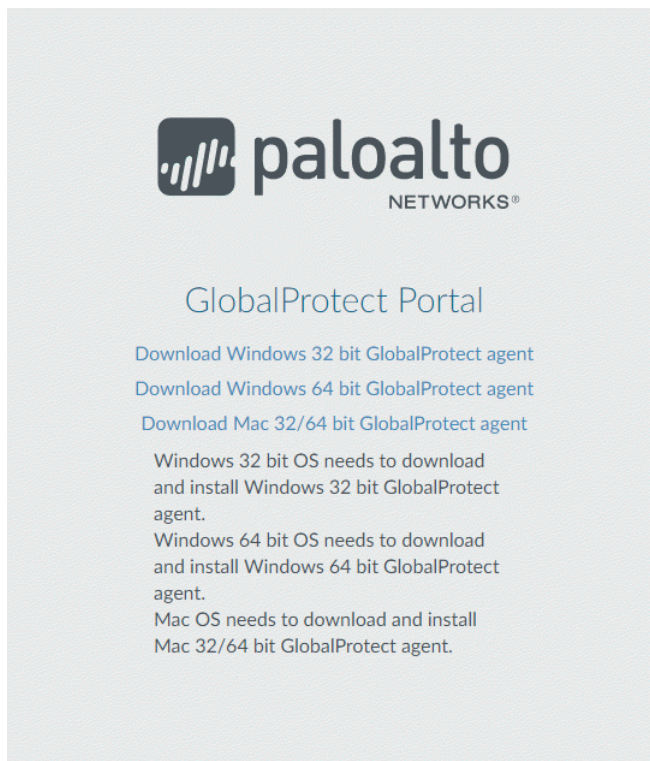 paloalto
NETWORKS®
GlobalProtect Portal
Download Windows 32 bit GlobalProtect agent
Download Windows 64 bit GlobalProtect agent
Download Mac 32/64 bit GlobalProtect agent
Windows 32 bit OS needs to download
and install Windows 32 bit GlobalProtect
agent.
Windows 64 bit OS needs to download
and install Windows 64 bit GlobalProtect
agent.
Mac OS needs to download and install
Mac 32/64 bit GlobalProtect agent.